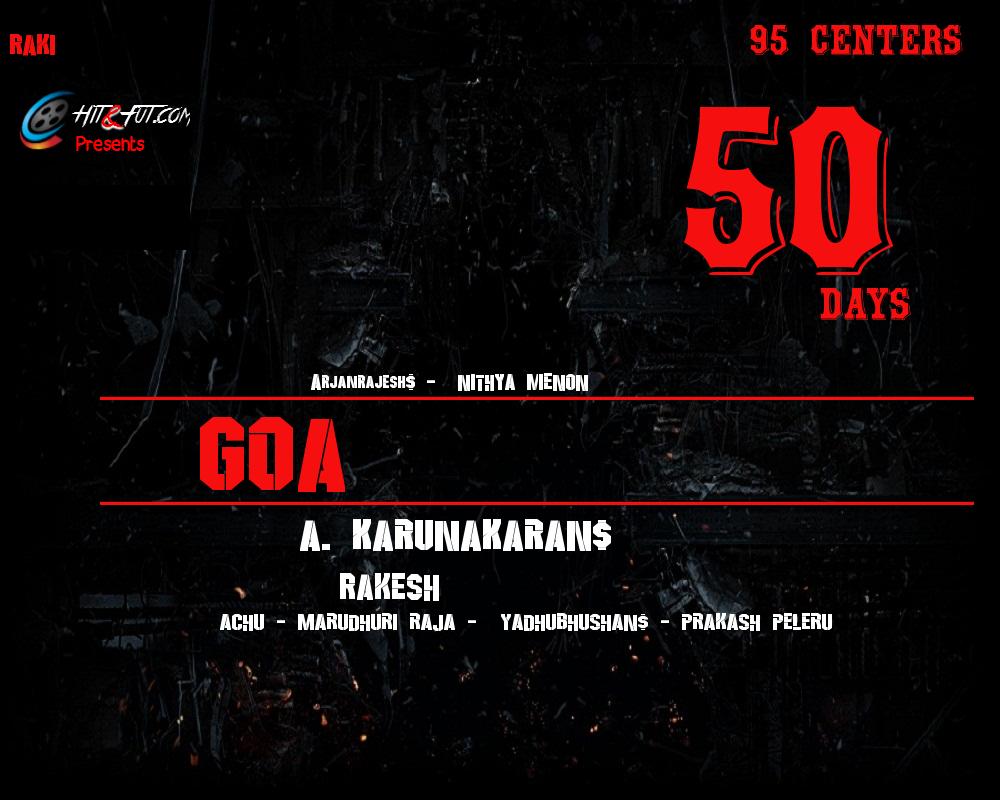 RAKI
95 CENTERS
HIT&FUT.COM
Presents
50
DAYS
ARJANRAJESH$ - NITHYA MENON
GOA
A. KARUNAKARAN$
RAKESH
ACHU - MARUDHURI RAJA - YADHUBHUSHAN$ - PRAKASH PELERU